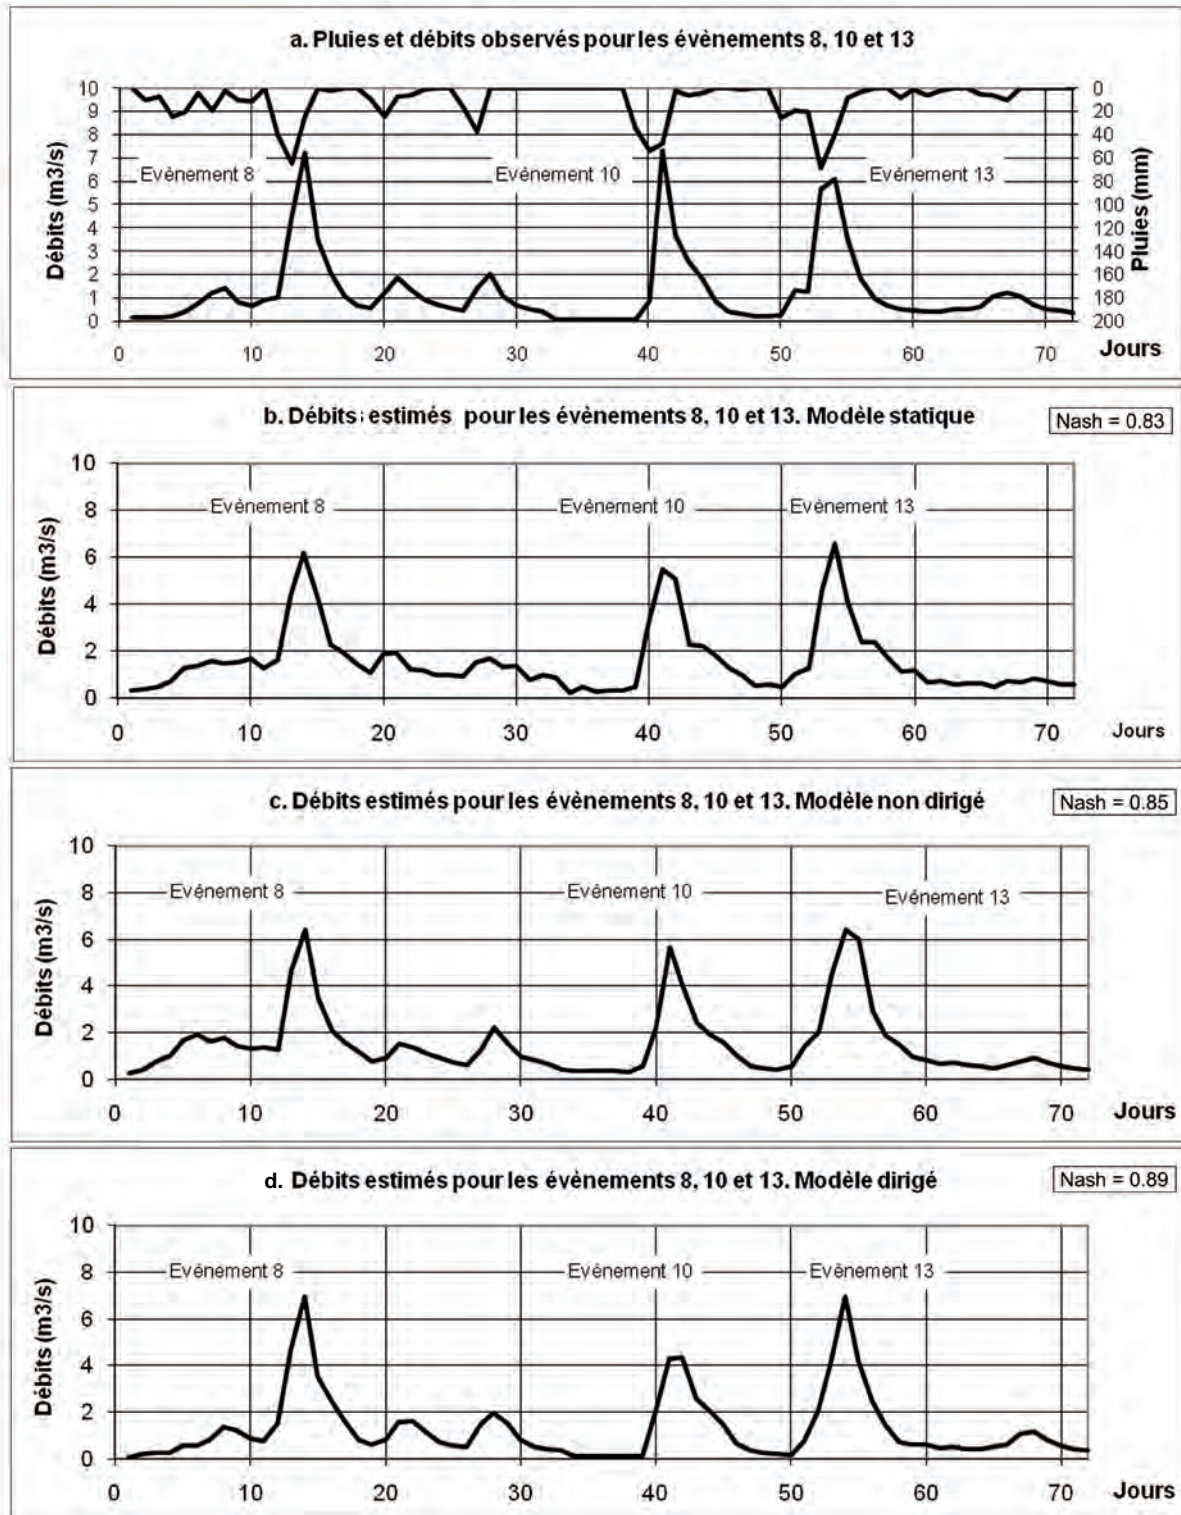 a. Pluies et débits observés pour les évènements 8, 10 et 13
10 9 8 7 6 5 4 3 2 1 0
Débits (m3/s)
0 20 40 60 80 100 120 140 160 180 200
Pluies (mm)
Evènement 8
Evènement 10
Evénement 13
0 10 20 30 40 50 60 70 Jours
b. Débits estimés pour les évènements 8, 10 et 13. Modèle statique
Nash = 0.83
10 8 6 4 2 0
Débits (m3/s)
Evènement 8
Evènement 10
Evènement 13
0 10 20 30 40 50 60 70 Jours
c. Débits estimés pour les évènements 8, 10 et 13. Modèle non dirigé
Nash = 0.85
10 8 6 4 2 0
Débits (m3/s)
Evénement 8
Evènement 10
Evénement 13
0 10 20 30 40 50 60 70 Jours
d. Débits estimés pour les évènements 8, 10 et 13. Modèle dirigé
Nash = 0.89
10 8 6 4 2 0
Débits (m3/s)
Evénement 8
Evènement 10
Evènement 13
0 10 20 30 40 50 60 70 Jours